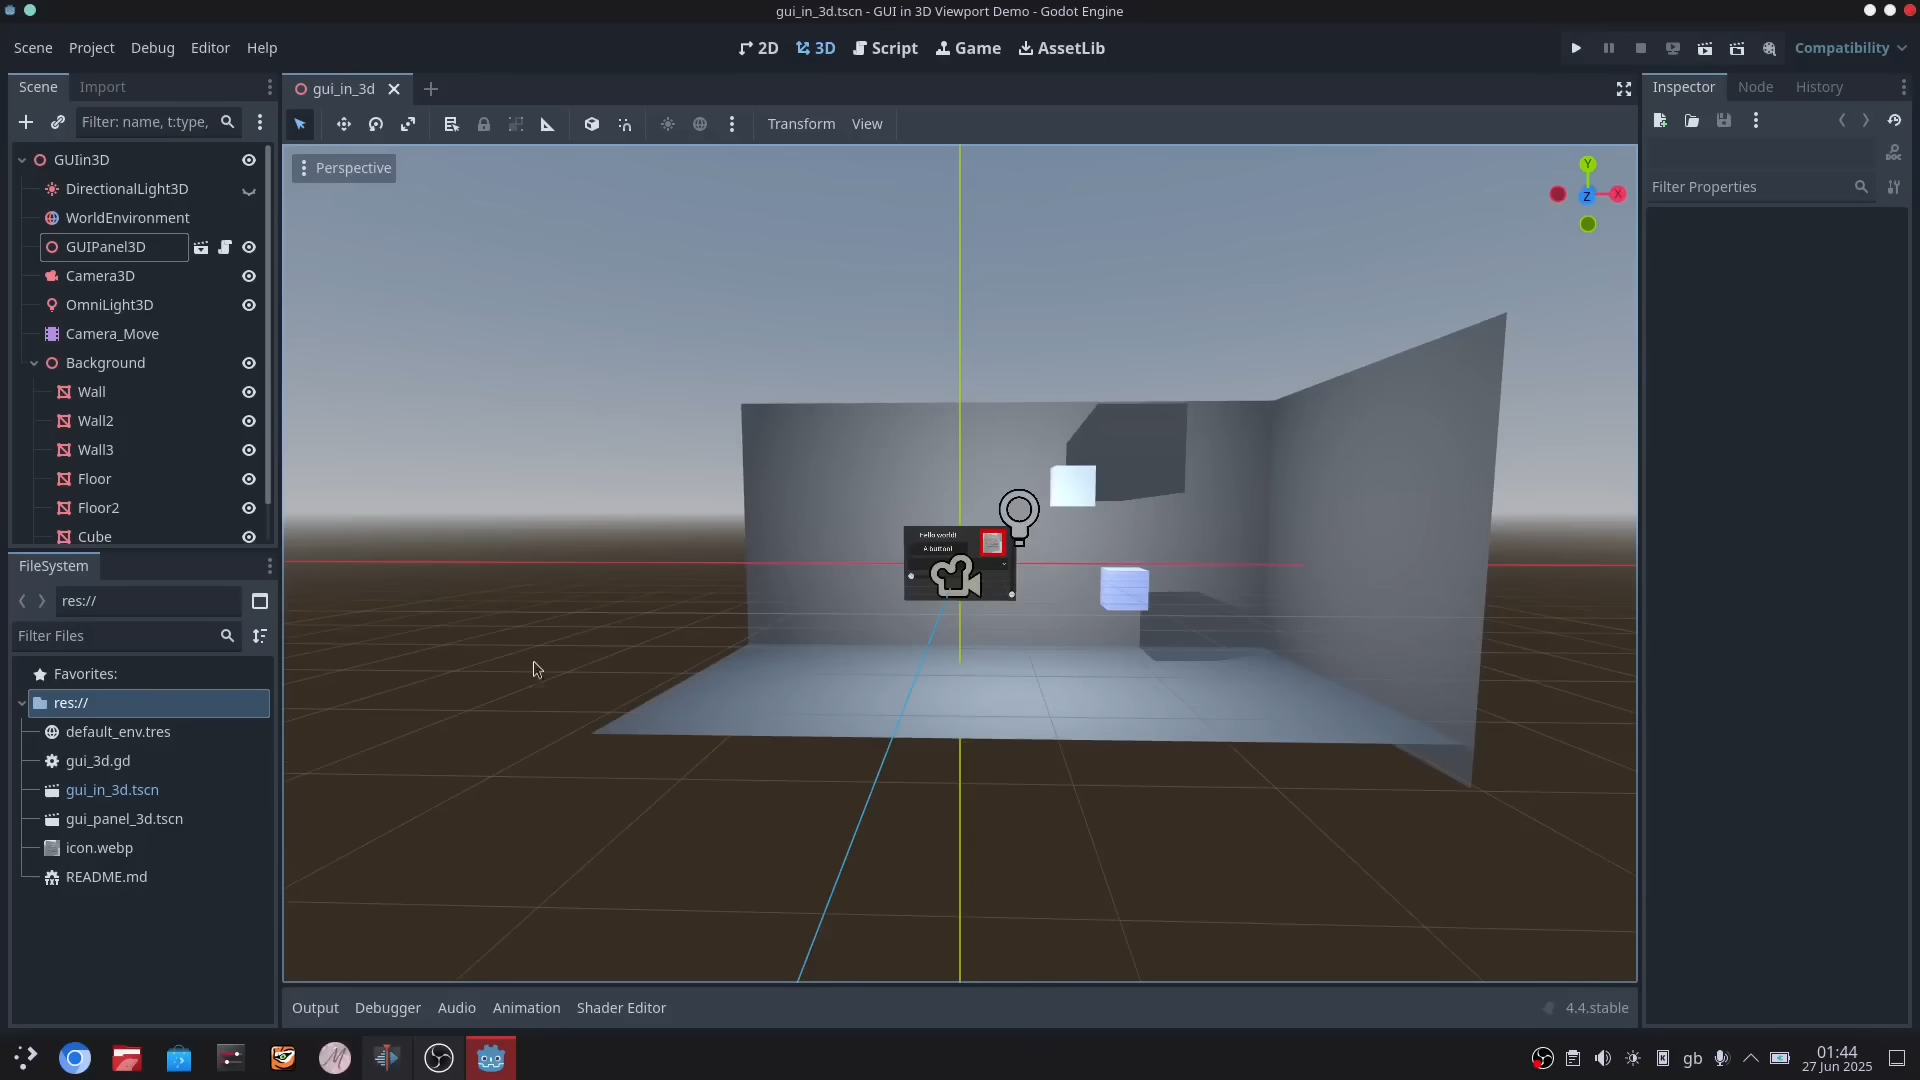 gui_in_3d.tscn - GUI in 3D Viewport Demo - Godot Engine
Scene Project Debug Editor Help
2D 3D Script Game AssetLib
Compatibility
Scene Import
gui_in_3d
Inspector Node History
Filter: name, t:type,
Transform View
Perspective
Y
X
Z
DOC
Filter Properties
GUIin3D
DirectionalLight3D
WorldEnvironment
GUIPanel3D
Camera3D
OmniLight3D
Camera_Move
Background
Wall
Wall2
Wall3
Floor
Floor2
Cube
Hello world!
A button!
FileSystem
res://
Filter Files
Favorites:
res://
default_env.tres
gui_3d.gd
gui_in_3d.tscn
gui_panel_3d.tscn
icon.webp
README.md
Output Debugger Audio Animation Shader Editor
4.4.stable
gb
01:44
27 Jun 2025